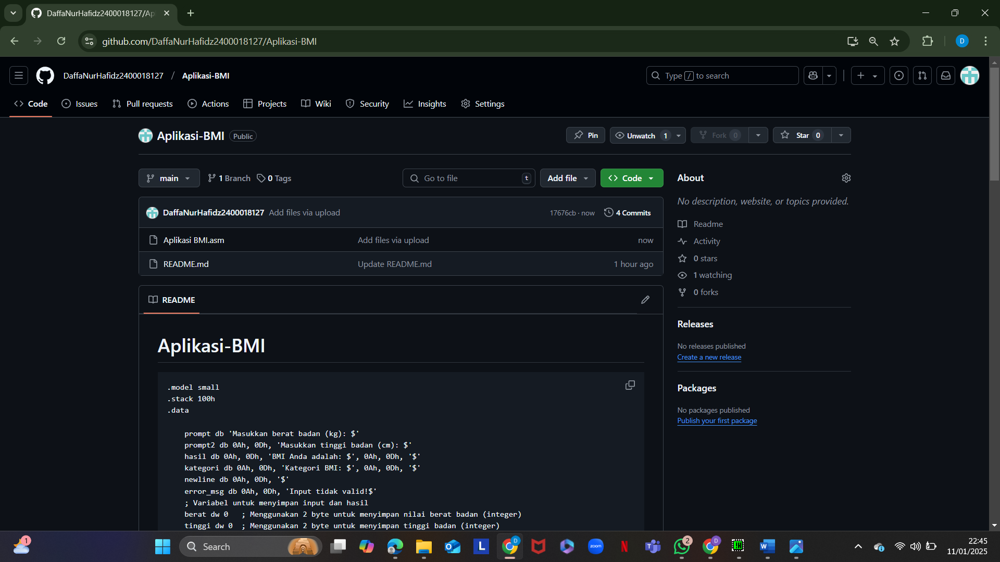 DaffaNurHafidz2400018127/Ap
github.com/DaffaNurHafidz2400018127/Aplikasi-BMI
D
DaffaNurHafidz2400018127 / Aplikasi-BMI
Type / to search
Code Issues Pull requests Actions Projects Wiki Security Insights Settings
Aplikasi-BMI Public
Pin Unwatch 1 Fork 0 Star 0
main 1 Branch 0 Tags
Go to file t Add file Code
DaffaNurHafidz2400018127 Add files via upload 17676cb · now 4 Commits
Aplikasi BMI.asm Add files via upload now
README.md Update README.md 1 hour ago
README
Aplikasi-BMI
.model small
.stack 100h
.data
prompt db 'Masukkan berat badan (kg): $'
prompt2 db 0Ah, 0Dh, 'Masukkan tinggi badan (cm): $'
hasil db 0Ah, 0Dh, 'BMI Anda adalah: $', 0Ah, 0Dh, '$'
kategori db 0Ah, 0Dh, 'Kategori BMI: $', 0Ah, 0Dh, '$'
newline db 0Ah, 0Dh, '$'
error_msg db 0Ah, 0Dh, 'Input tidak valid!$'
; Variabel untuk menyimpan input dan hasil
berat dw 0   ; Menggunakan 2 byte untuk menyimpan nilai berat badan (integer)
tinggi dw 0  ; Menggunakan 2 byte untuk menyimpan tinggi badan (integer)
About
No description, website, or topics provided.
Readme
Activity
0 stars
1 watching
0 forks
Releases
No releases published
Create a new release
Packages
No packages published
Publish your first package
1
Search
L
D
zoom
N
T
2
D
W
22:45
11/01/2025